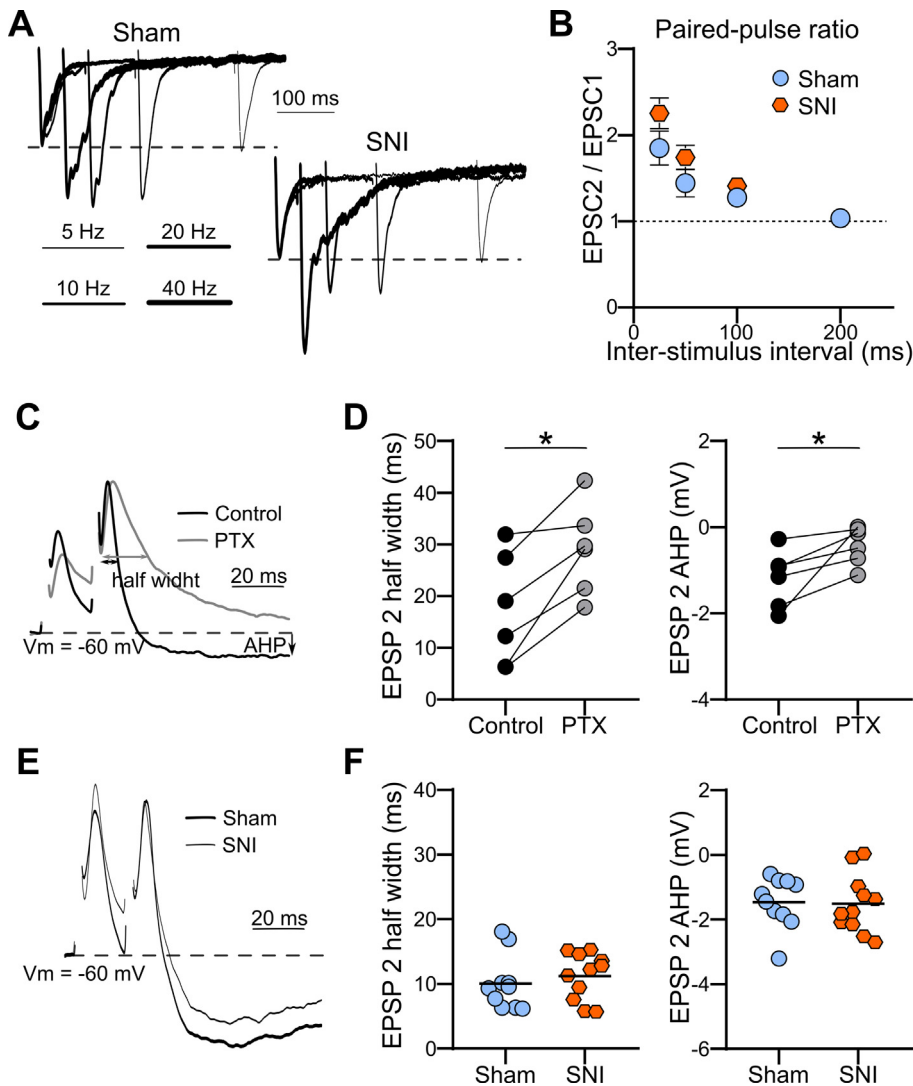 A
Sham
100 ms
SNI
5 Hz
20 Hz
10 Hz
40 Hz
B
Paired-pulse ratio
EPSC2 / EPSC1
3
2
1
0
Sham
SNI
0
100
200
Inter-stimulus interval (ms)
C
Control
PTX
half widht
20 ms
Vm = -60 mV
AHP
D
EPSP 2 half width (ms)
50
40
30
20
10
0
*
Control
PTX
EPSP 2 AHP (mV)
2
0
-2
-4
*
Control
PTX
E
Sham
SNI
20 ms
Vm = -60 mV
F
EPSP 2 half width (ms)
40
30
20
10
0
Sham
SNI
EPSP 2 AHP (mV)
2
0
-2
-4
-6
Sham
SNI